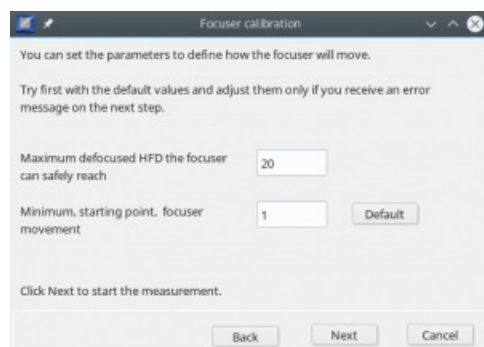 Focuser calibration
You can set the parameters to define how the focuser will move.
Try first with the default values and adjust them only if you receive an error
message on the next step.
Maximum defocused HFD the focuser
can safely reach
20
Minimum, starting point, focuser
movement
1
Default
Click Next to start the measurement.
Back
Next
Cancel